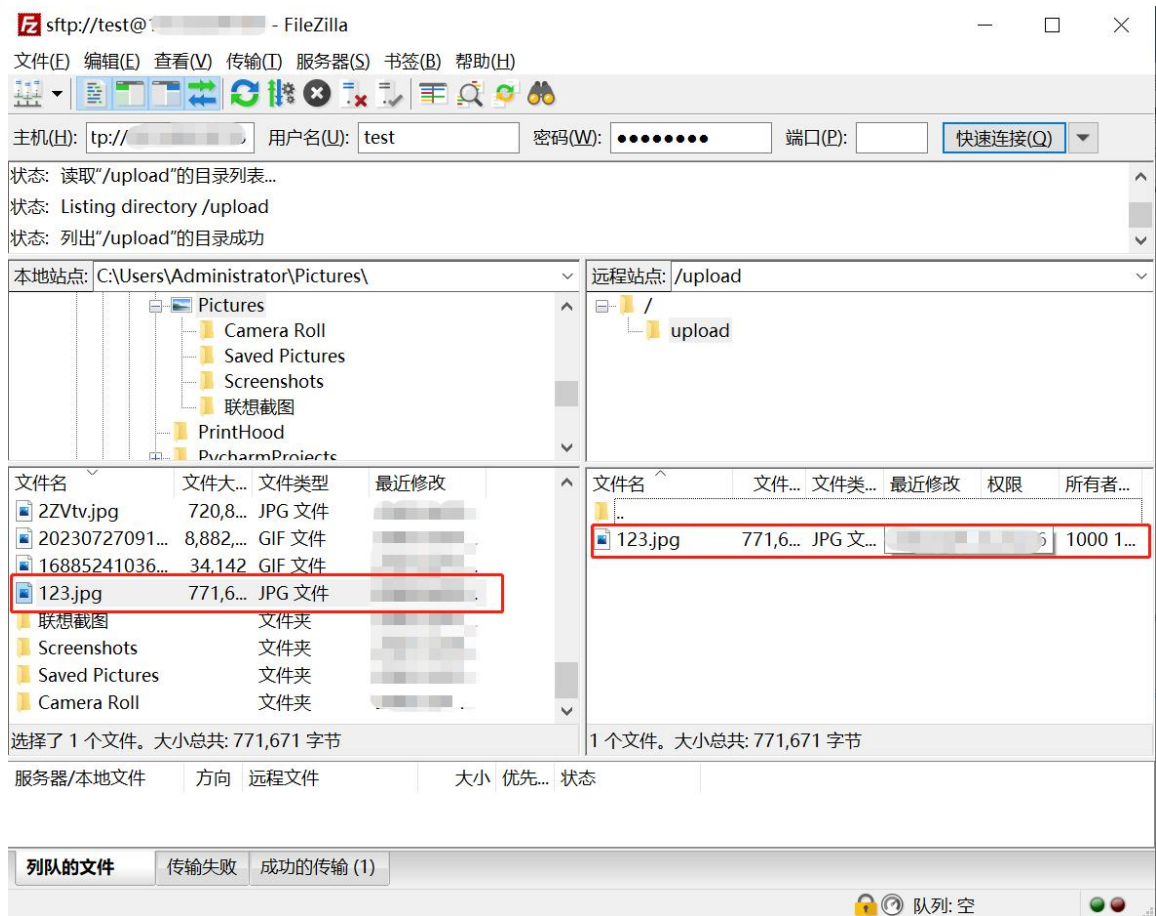 sftp://test@1 - FileZilla
文件(F) 编辑(E) 查看(V) 传输(T) 服务器(S) 书签(B) 帮助(H)
主机(H): tp:// 用户名(U): test 密码(W): ●●●●●●●● 端口(P): 快速连接(Q)
状态: 读取“/upload”的目录列表...
状态: Listing directory /upload
状态: 列出“/upload”的目录成功
本地站点: C:\Users\Administrator\Pictures\
Pictures
Camera Roll
Saved Pictures
Screenshots
联想截图
PrintHood
PycharmProjects
远程站点: /upload
/
upload
文件名 文件大... 文件类型 最近修改
2ZVtv.jpg 720,8... JPG 文件
20230727091... 8,882,... GIF 文件
16885241036... 34,142 GIF 文件
123.jpg 771,6... JPG 文件
联想截图 文件夹
Screenshots 文件夹
Saved Pictures 文件夹
Camera Roll 文件夹
选择了 1 个文件。大小总共: 771,671 字节
文件名 文件... 文件类... 最近修改 权限 所有者...
..
123.jpg 771,6... JPG 文... 6 1000 1...
1 个文件。大小总共: 771,671 字节
服务器/本地文件 方向 远程文件 大小 优先... 状态
列队的文件 传输失败 成功的传输 (1)
队列: 空